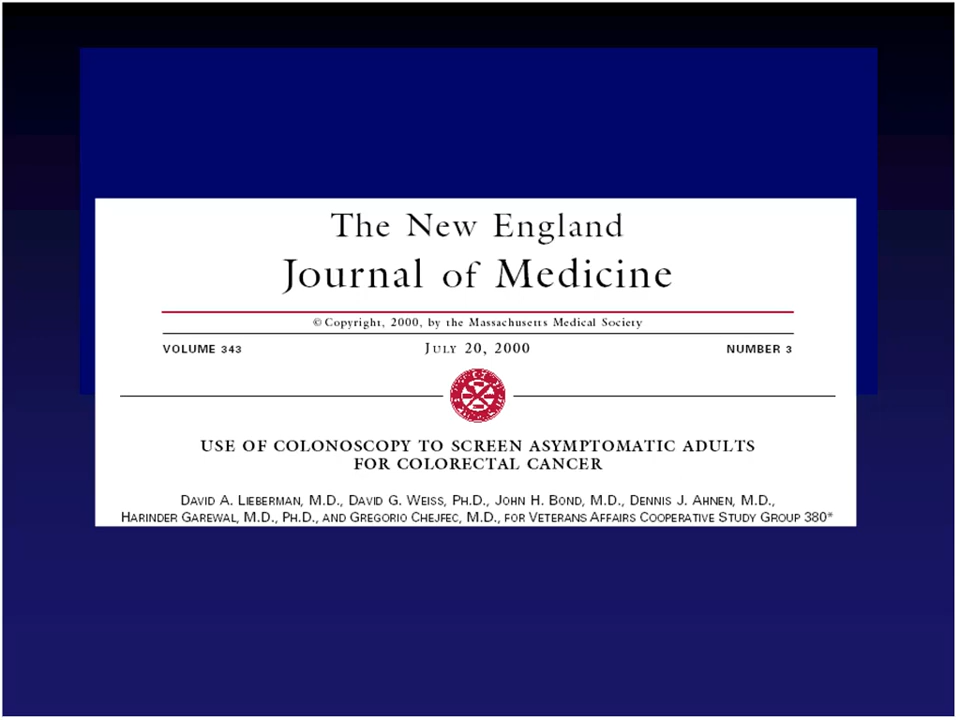 The New England
Journal of Medicine
© Copyright, 2000, by the Massachusetts Medical Society
VOLUME 343 JULY 20, 2000 NUMBER 3
USE OF COLONOSCOPY TO SCREEN ASYMPTOMATIC ADULTS
FOR COLORECTAL CANCER
DAVID A. LIEBERMAN, M.D., DAVID G. WEISS, PH.D., JOHN H. BOND, M.D., DENNIS J. AHNEN, M.D.,
HARINDER GAREWAL, M.D., PH.D., AND GREGORIO CHEJFEC, M.D., FOR VETERANS AFFAIRS COOPERATIVE STUDY GROUP 380*